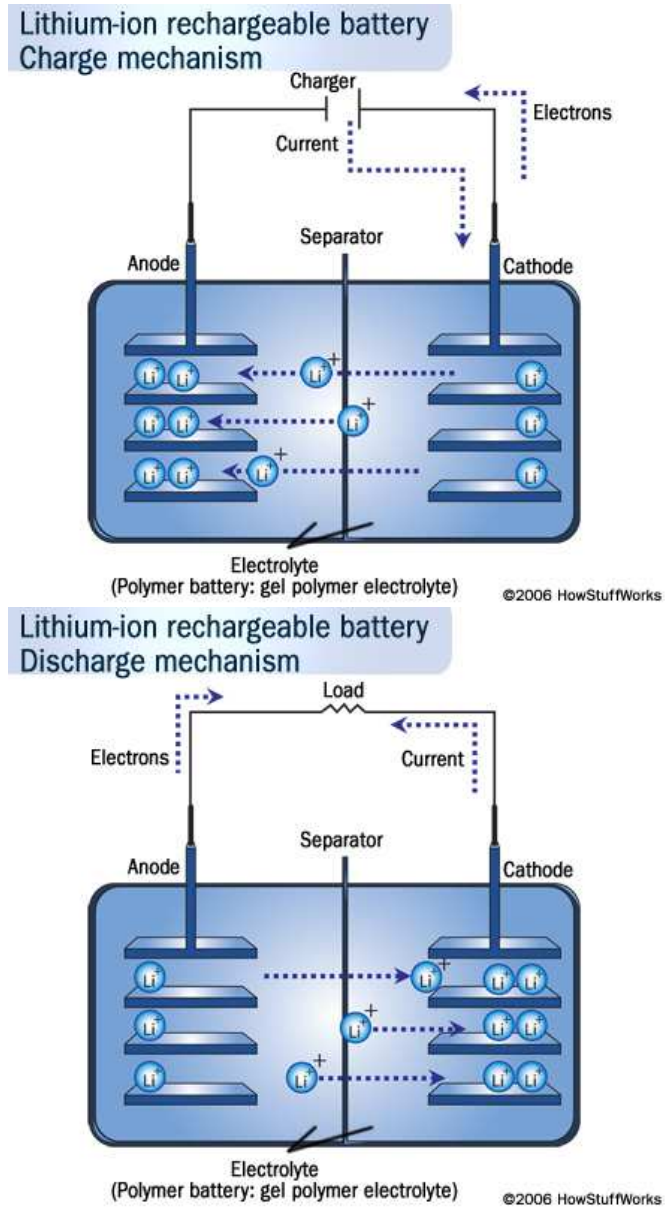 Lithium-ion rechargeable battery
Charge mechanism
Charger
Electrons
Current
Separator
Anode
Cathode
Li+
Li+ Li+ Li+
Li+
Li+ Li+ Li+
Li+
Li+ Li+ Li+
Electrolyte
(Polymer battery: gel polymer electrolyte)
©2006 HowStuffWorks
Lithium-ion rechargeable battery
Discharge mechanism
Load
Electrons
Current
Separator
Anode
Cathode
Li+
Li+ Li+ Li+
Li+
Li+ Li+ Li+
Li+
Li+ Li+ Li+
Electrolyte
(Polymer battery: gel polymer electrolyte)
©2006 HowStuffWorks